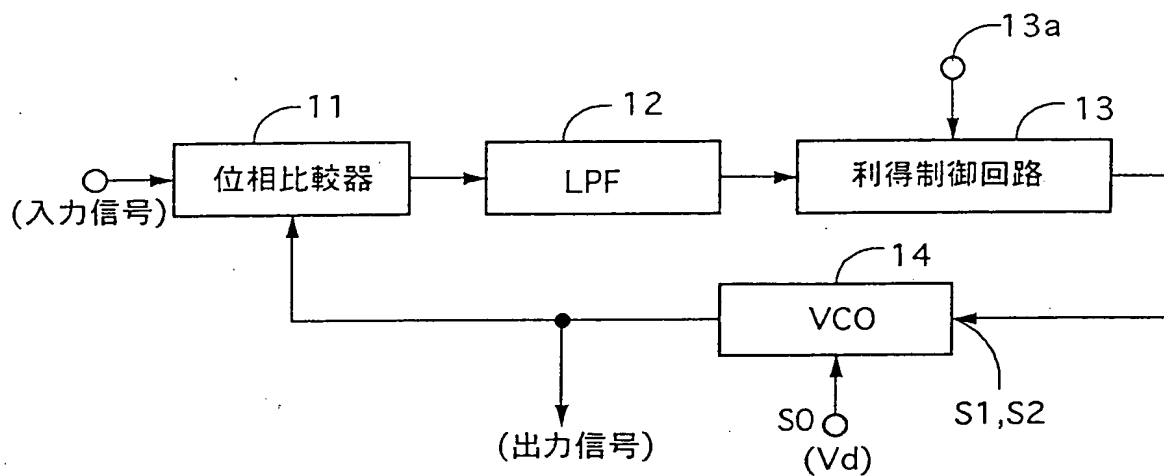 13a
11
12
13
位相比較器
LPF
利得制御回路
(入力信号)
14
VCO
S0
(Vd)
S1,S2
(出力信号)